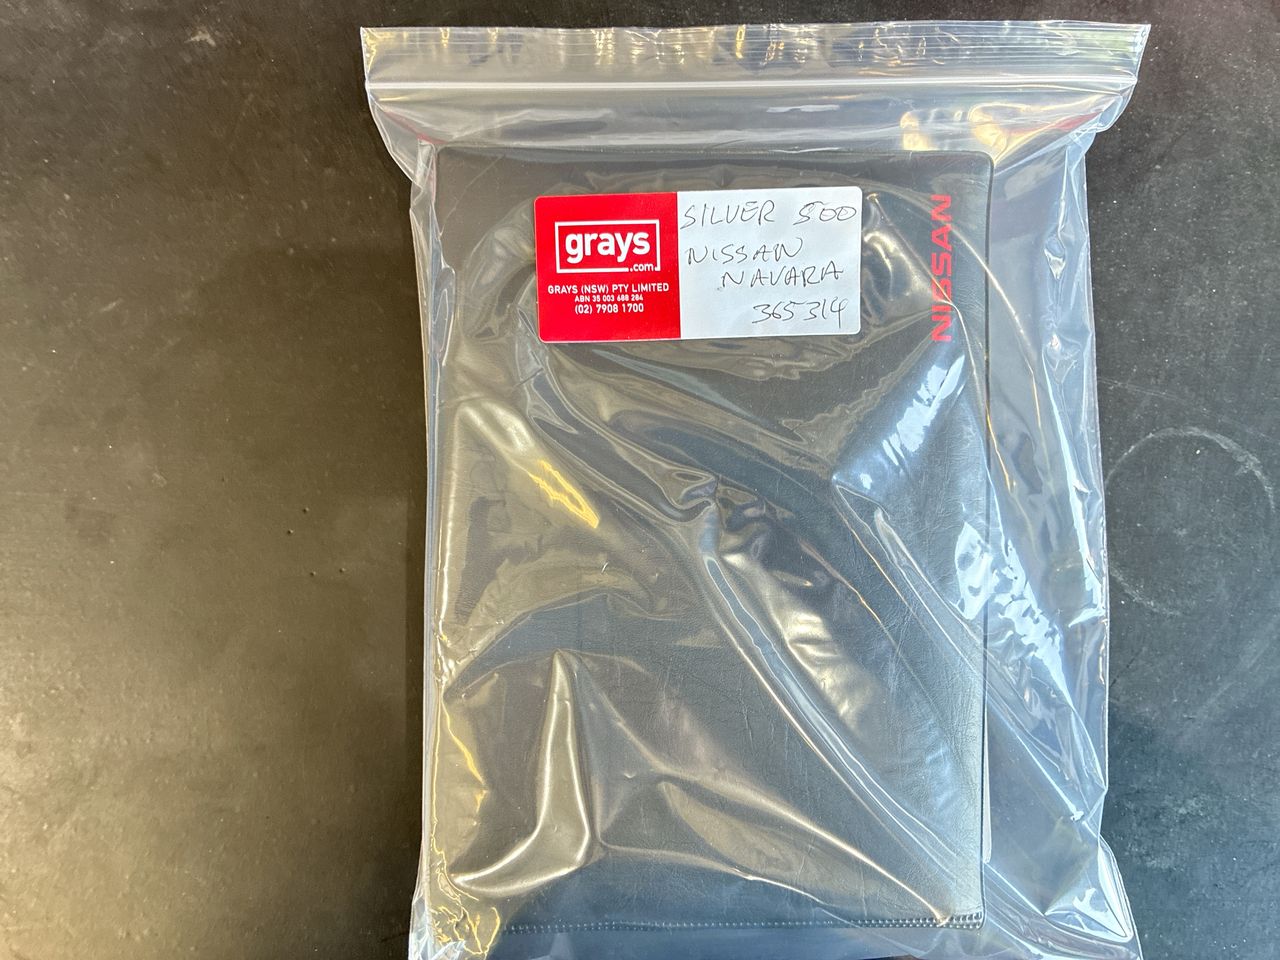 grays
.com
GRAYS (NSW) PTY LIMITED
ABN 35 003 688 284
(02) 7908 1700
SILVER 500
NISSAN
NAVARA
365314
NISSAN